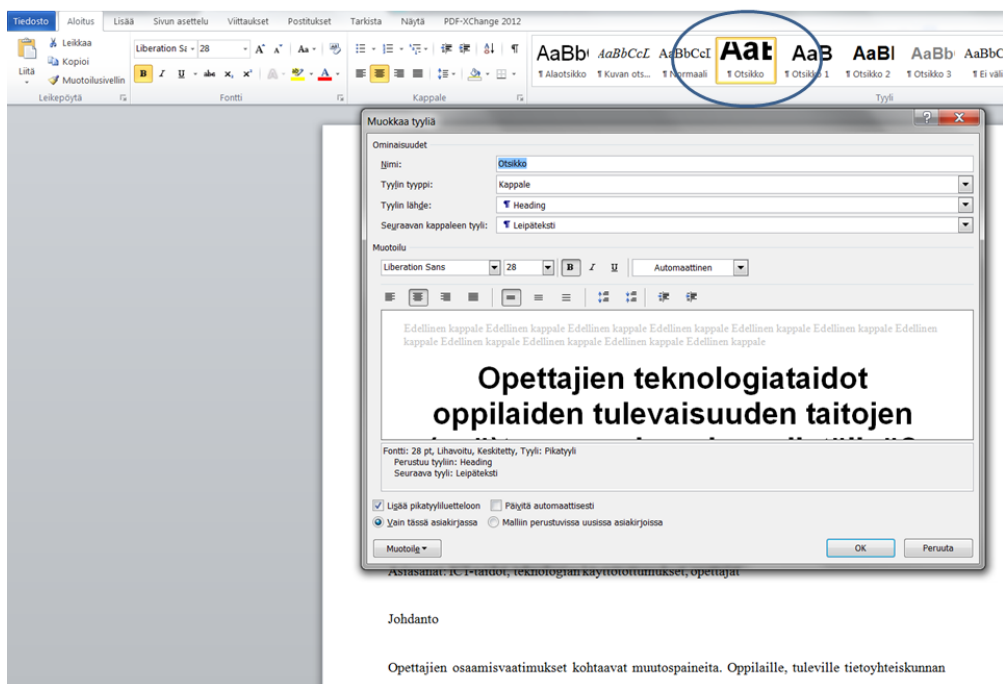 Tiedosto Aloitus Lisää Sivun asettelu Viittaukset Postitukset Tarkista Näytä PDF-XChange 2012
Leikkaa
Kopioi
Muotoilusivellin
Liitä
Leikepöytä
Liberation Sa 28
Fontti
Kappale
AaBb AaBbCcL AaBbCcI Aat AaB AaBl AaBb AaBbC
¶ Alaotsikko ¶ Kuvan ots... ¶ Normaali ¶ Otsikko ¶ Otsikko 1 ¶ Otsikko 2 ¶ Otsikko 3 ¶ Ei väli
Tyyli
Muokkaa tyyliä
Ominaisuudet
Nimi: Otsikko
Tyylin tyyppi: Kappale
Tyylin lähde: ¶ Heading
Seuraavan kappaleen tyyli: ¶ Leipäteksti
Muotoilu
Liberation Sans 28 B I U Automaattinen
Edellinen kappale Edellinen kappale Edellinen kappale Edellinen kappale Edellinen kappale Edellinen kappale Edellinen
kappale Edellinen kappale Edellinen kappale Edellinen kappale Edellinen kappale
Opettajien teknologiataidot
oppilaiden tulevaisuuden taitojen
Fontti: 28 pt, Lihavoitu, Keskitetty, Tyyli: Pikatyyli
Perustuu tyyliin: Heading
Seuraava tyyli: Leipäteksti
Lisää pikatyyliluetteloon Päivitä automaattisesti
Vain tässä asiakirjassa Malliin perustuvissa uusissa asiakirjoissa
Muotoile OK Peruuta
Asiasanat: ICT-taidot, teknologian käyttötottumukset, opettajat
Johdanto
Opettajien osaamisvaatimukset kohtaavat muutospaineita. Oppilaille, tuleville tietoyhteiskunnan